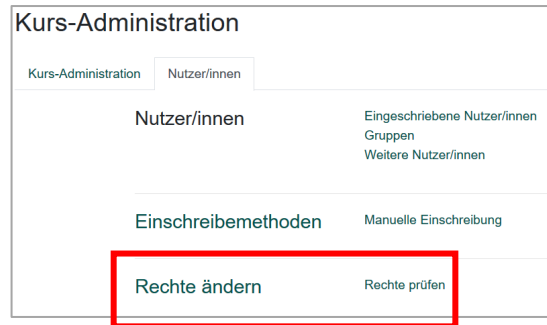 Kurs-Administration
Kurs-Administration Nutzer/innen
Nutzer/innen Eingeschriebene Nutzer/innen
Gruppen
Weitere Nutzer/innen
Einschreibemethoden Manuelle Einschreibung
Rechte ändern Rechte prüfen